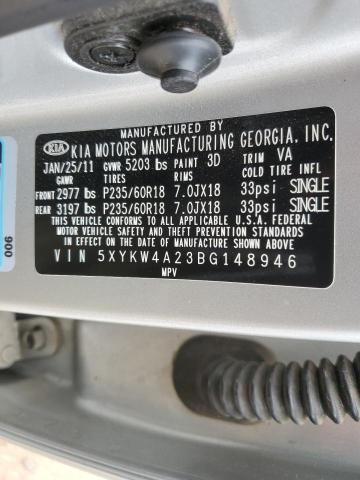 MANUFACTURED BY
KIA KIA MOTORS MANUFACTURING GEORGIA, INC.
JAN/25/11 GVWR 5203 lbs PAINT 3D TRIM VA
GAWR TIRES RIMS COLD TIRE INFL
FRONT 2977 lbs P235/60R18 7.0JX18 33psi SINGLE
REAR 3197 lbs P235/60R18 7.0JX18 33psi SINGLE
THIS VEHICLE CONFORMS TO ALL APPLICABLE U.S.A. FEDERAL
MOTOR VEHICLE SAFETY AND THEFT PREVENTION STANDARDS
IN EFFECT ON THE DATE OF MANUFACTURE SHOWN ABOVE.
VIN 5XYKW4A23BG148946
MPV
006